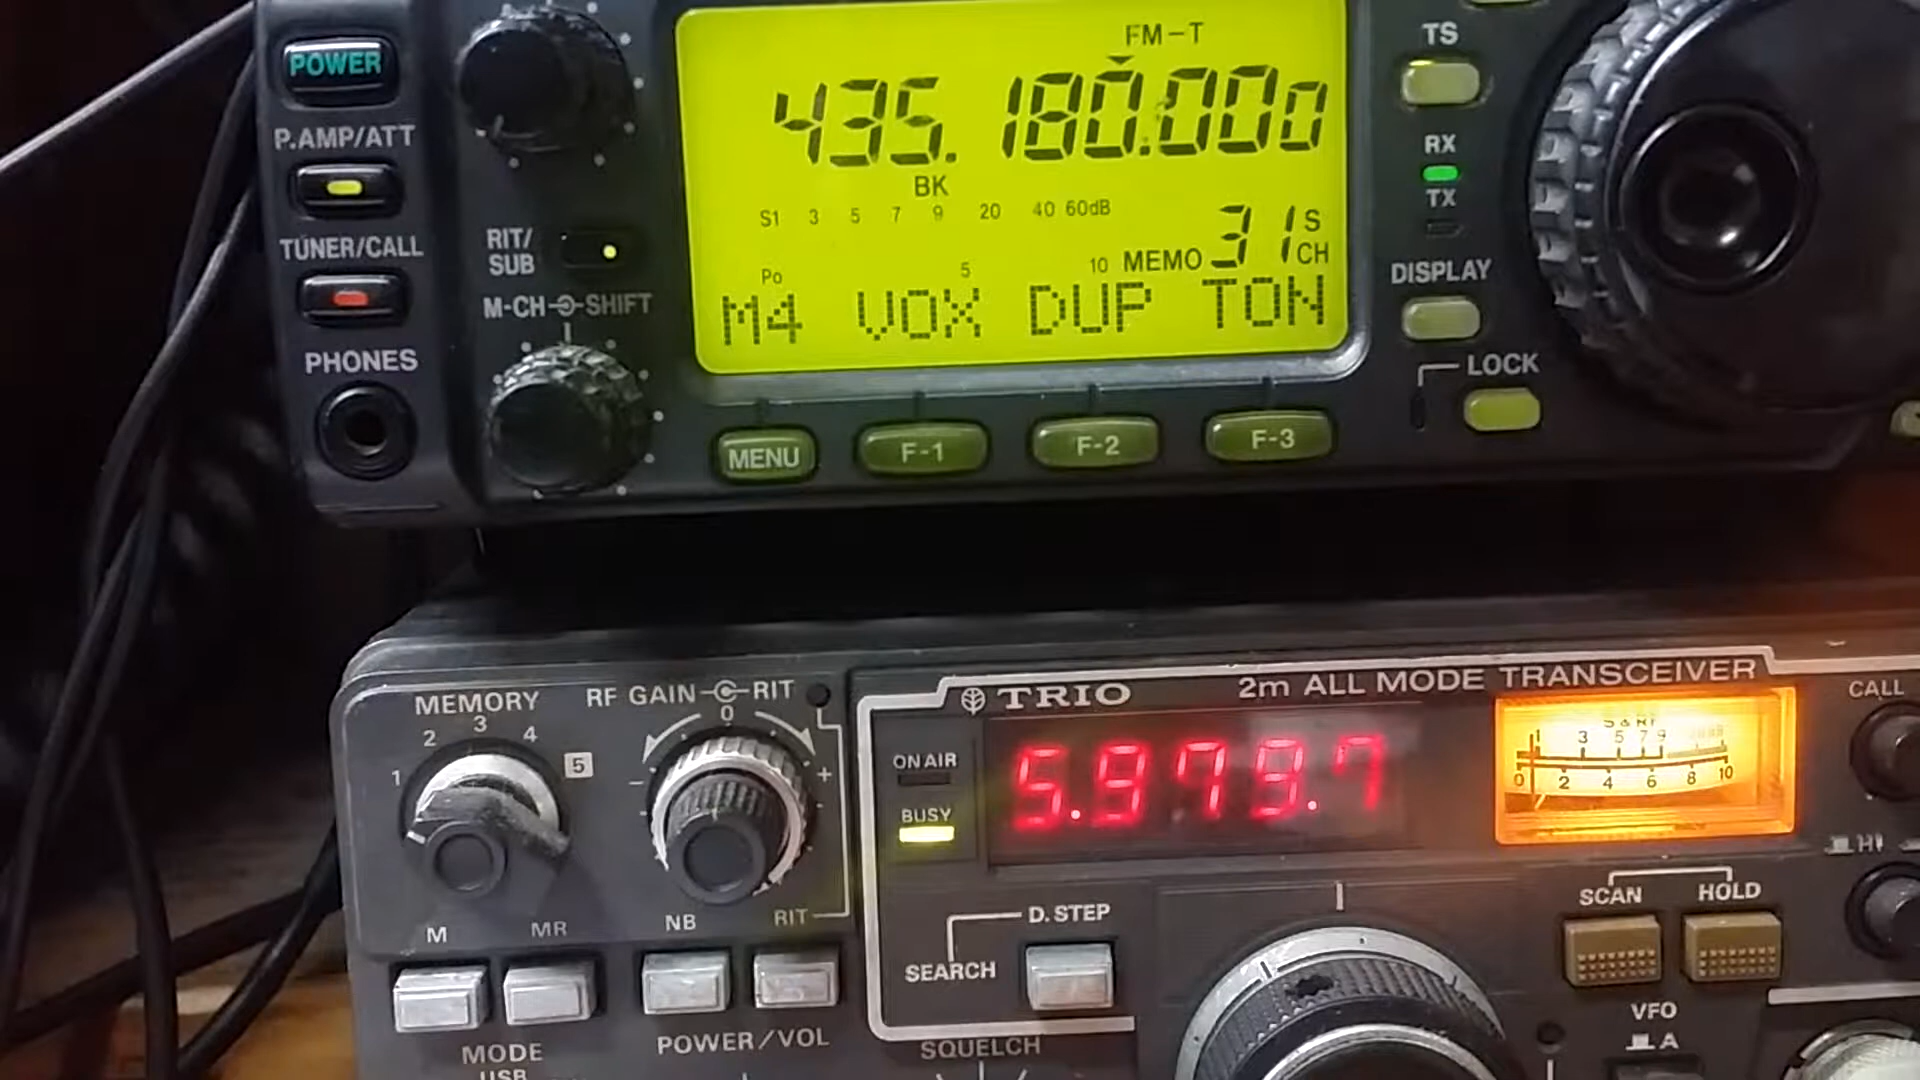 POWER
P.AMP/ATT
TUNER/CALL
PHONES
RIT/
SUB
M-CH SHIFT
FM-T
435.180.000
BK
S1 3 5 7 9 20 40 60dB
MEMO 31 S
CH
Po 5 10
M4 VOX DUP TON
MENU F-1 F-2 F-3
TS
RX
TX
DISPLAY
LOCK
MEMORY
1 2 3 4 5
RF GAIN RIT
0
- +
M MR
NB RIT
MODE
USB
POWER/VOL
TRIO 2m ALL MODE TRANSCEIVER
ON AIR
BUSY
5.979.7
1 3 5 7 9
0 2 4 6 8 10
CALL
D.STEP
SEARCH
SQUELCH
SCAN HOLD
VFO
A